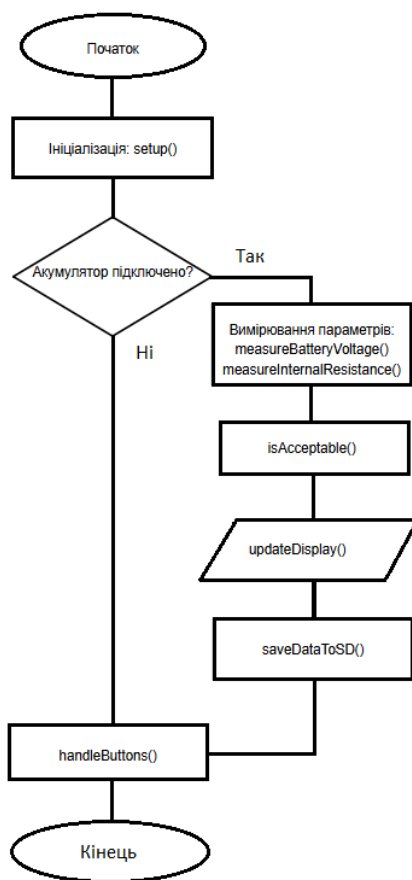 Початок
Ініціалізація: setup()
Акумулятор підключено?
Так
Ні
Вимірювання параметрів:
measureBatteryVoltage()
measureInternalResistance()
isAcceptable()
updateDisplay()
saveDataToSD()
handleButtons()
Кінець